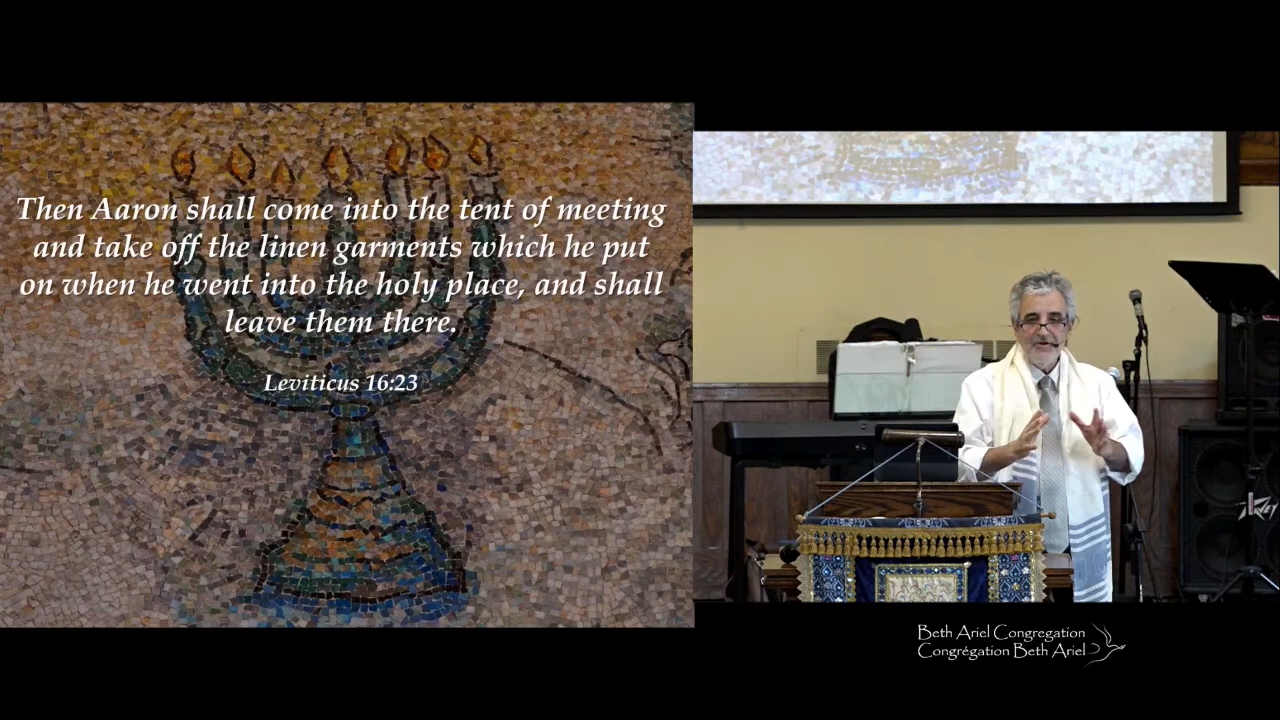 Then Aaron shall come into the tent of meeting
and take off the linen garments which he put
on when he went into the holy place, and shall
leave them there.
Leviticus 16:23
PEAVEY
Beth Ariel Congregation
Congrégation Beth Ariel